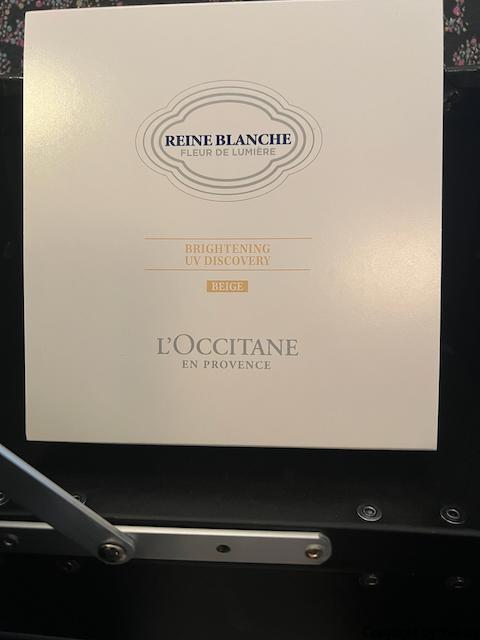 REINE BLANCHE
FLEUR DE LUMIÈRE
BRIGHTENING
UV DISCOVERY
BEIGE
L'OCCITANE
EN PROVENCE